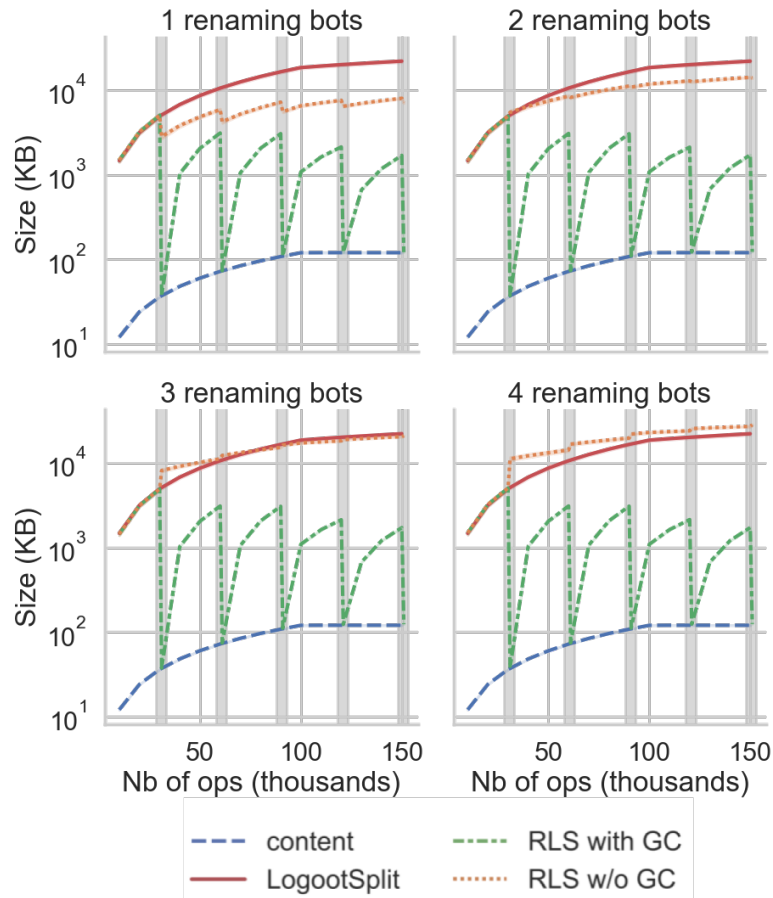 1 renaming bots
2 renaming bots
Size (KB)
10^4
10^3
10^2
10^1
3 renaming bots
4 renaming bots
Size (KB)
10^4
10^3
10^2
10^1
50 100 150
50 100 150
Nb of ops (thousands)
Nb of ops (thousands)
content
LogootSplit
RLS with GC
RLS w/o GC